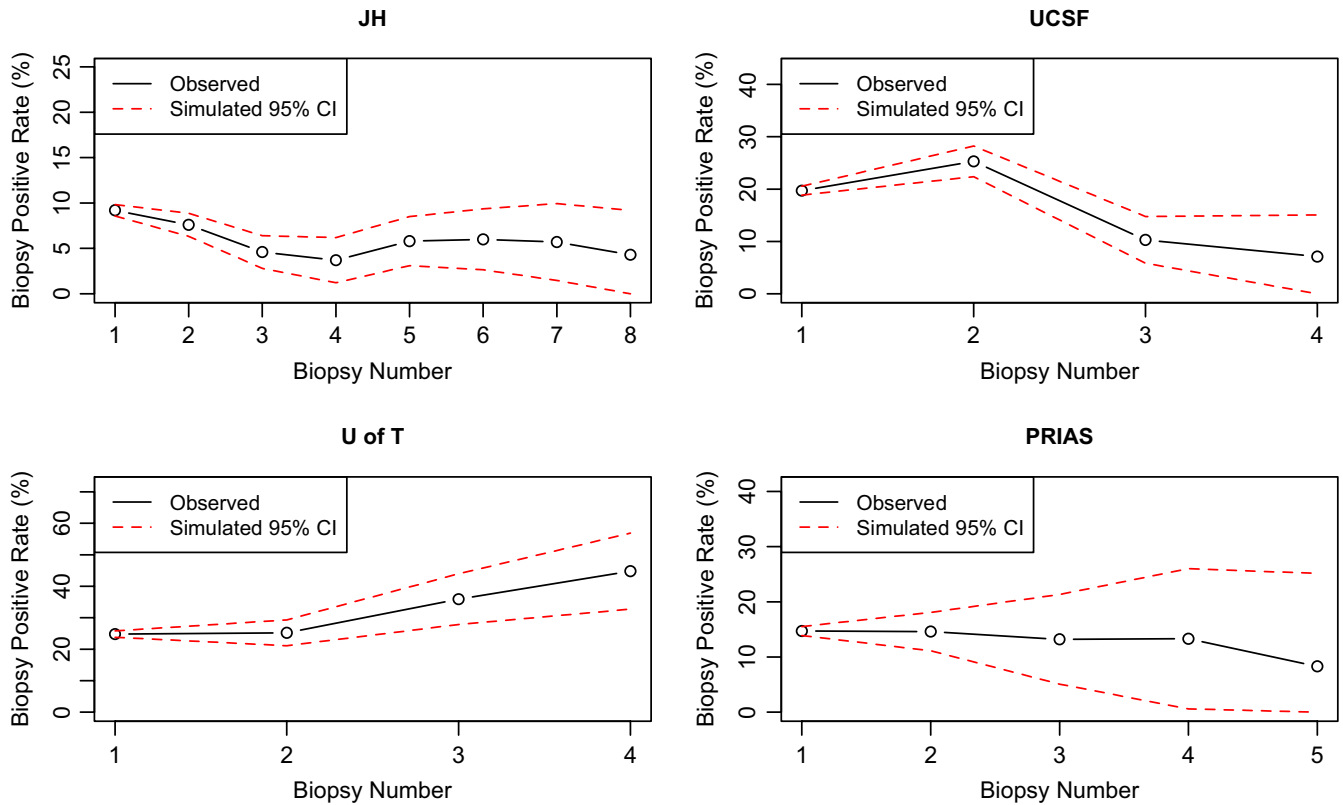 JH
Biopsy Positive Rate (%)
25
20
15
10
5
0
Observed
Simulated 95% CI
1 2 3 4 5 6 7 8
Biopsy Number
UCSF
Biopsy Positive Rate (%)
40
30
20
10
0
Observed
Simulated 95% CI
1 2 3 4
Biopsy Number
U of T
Biopsy Positive Rate (%)
60
40
20
0
Observed
Simulated 95% CI
1 2 3 4
Biopsy Number
PRIAS
Biopsy Positive Rate (%)
40
30
20
10
0
Observed
Simulated 95% CI
1 2 3 4 5
Biopsy Number